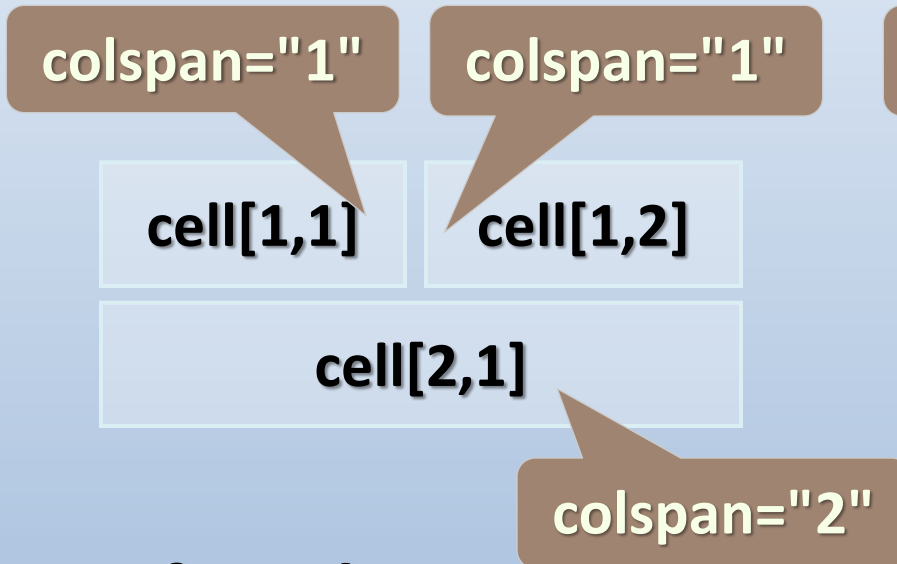 colspan="1" colspan="1"
cell[1,1] cell[1,2]
cell[2,1]
colspan="2"